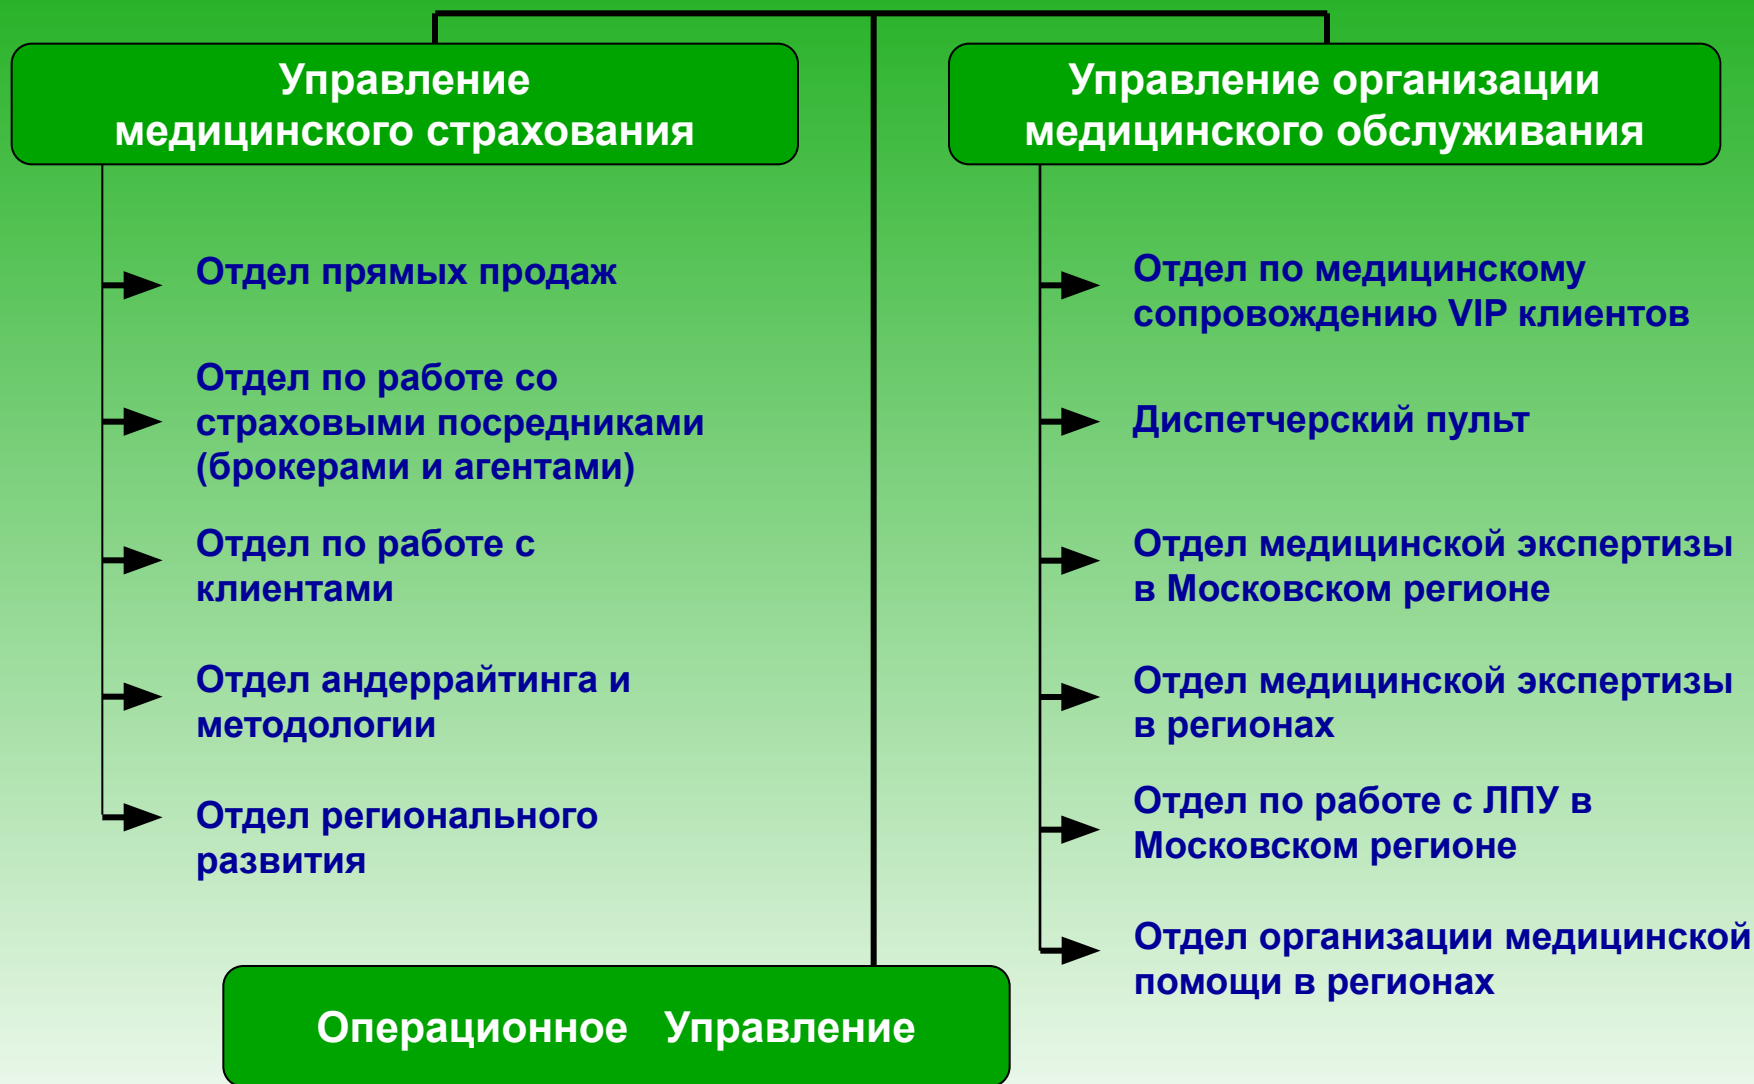 Управление
медицинского страхования
Отдел прямых продаж
Отдел по работе со
страховыми посредниками
(брокерами и агентами)
Отдел по работе с
клиентами
Отдел андеррайтинга и
методологии
Отдел регионального
развития
Управление организации
медицинского обслуживания
Отдел по медицинскому
сопровождению VIP клиентов
Диспетчерский пульт
Отдел медицинской экспертизы
в Московском регионе
Отдел медицинской экспертизы
в регионах
Отдел по работе с ЛПУ в
Московском регионе
Отдел организации медицинской
помощи в регионах
Операционное Управление